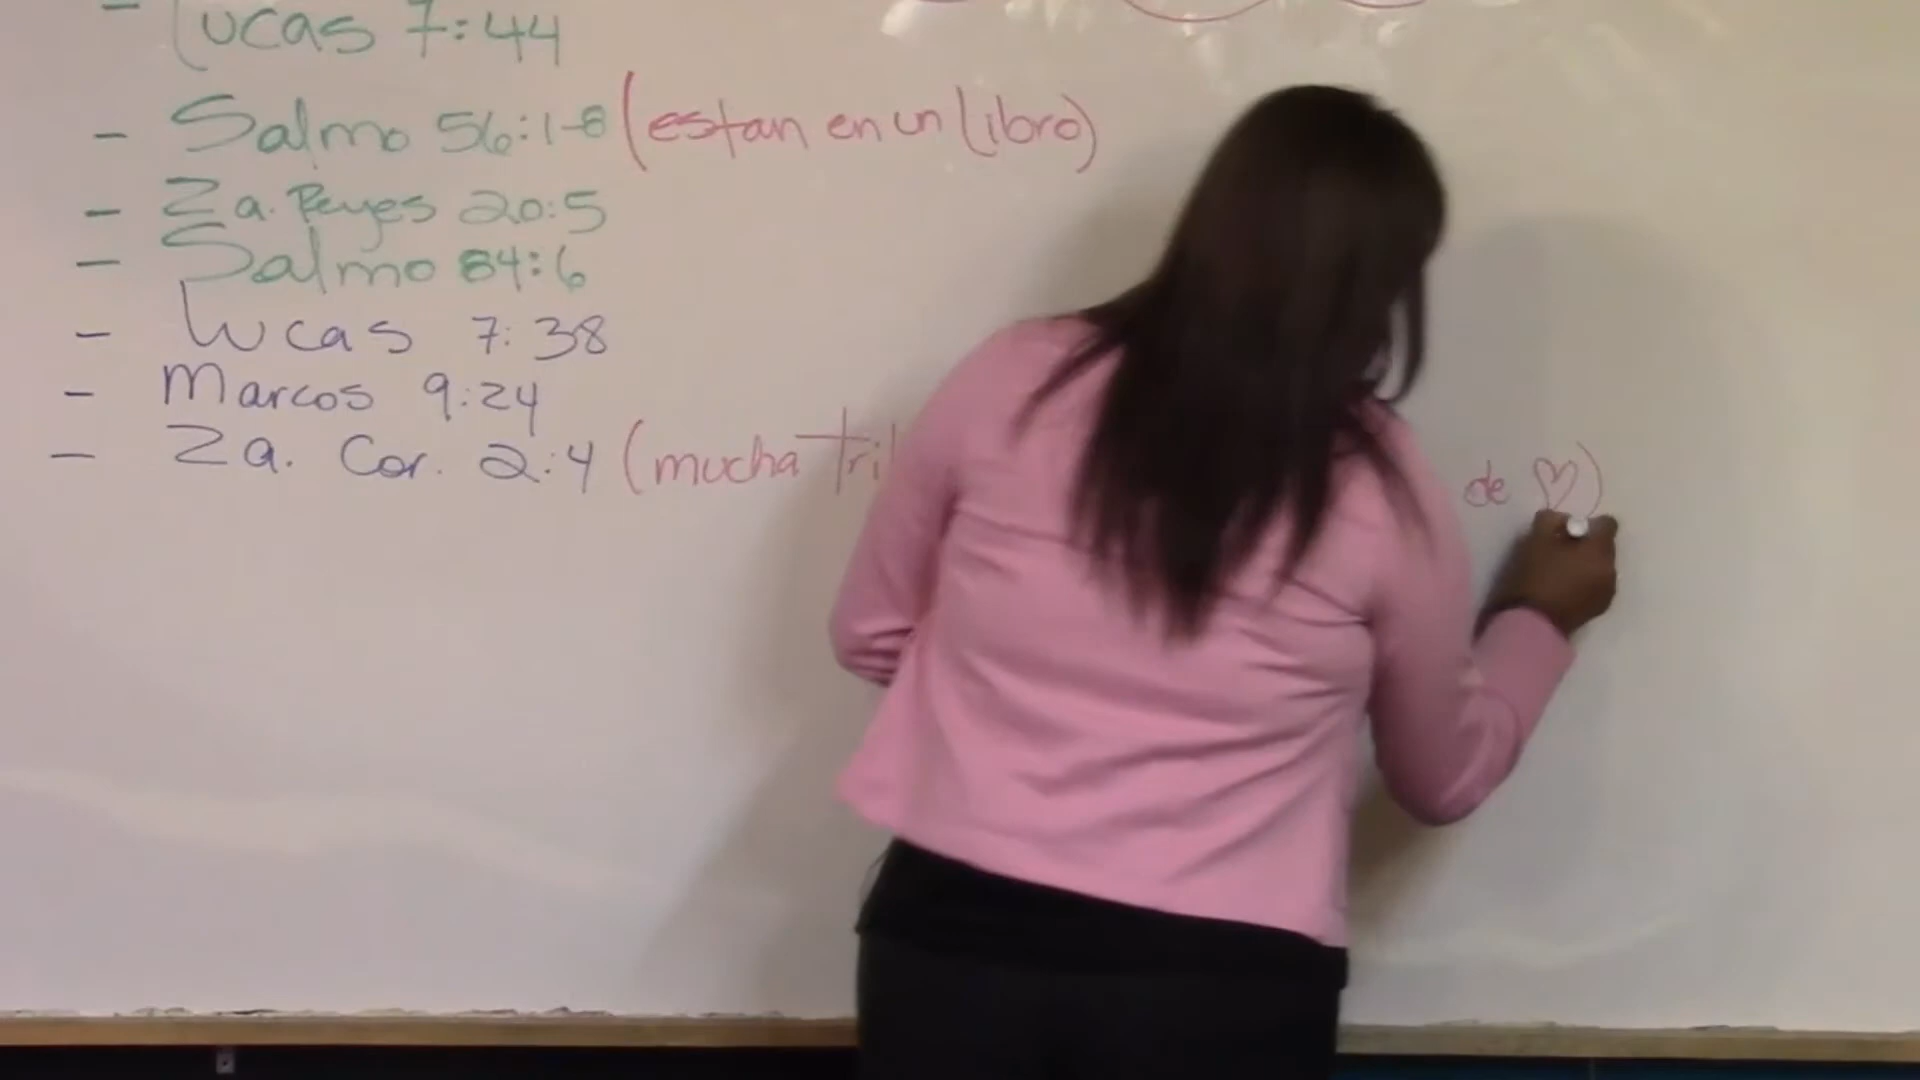 - Lucas 7:44
- Salmo 56:1-8 (estan en un Libro)
- 2a. Reyes 20:5
- Salmo 84:6
- Lucas 7:38
- Marcos 9:24
- 2a. Cor. 2:4 (mucha de ♡)